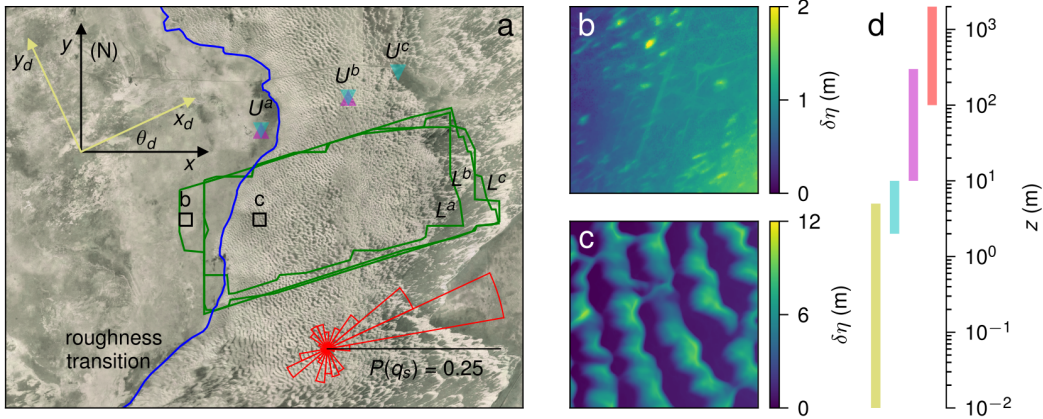 a
y
(N)
y_d
x_d
θ_d
x
U^a
U^b
U^c
b
c
L^a
L^b
L^c
roughness
transition
P(q_s) = 0.25
b
2
1
0
δη (m)
c
12
6
0
δη (m)
d
10^3
10^2
10^1
10^0
10^−1
10^−2
z (m)